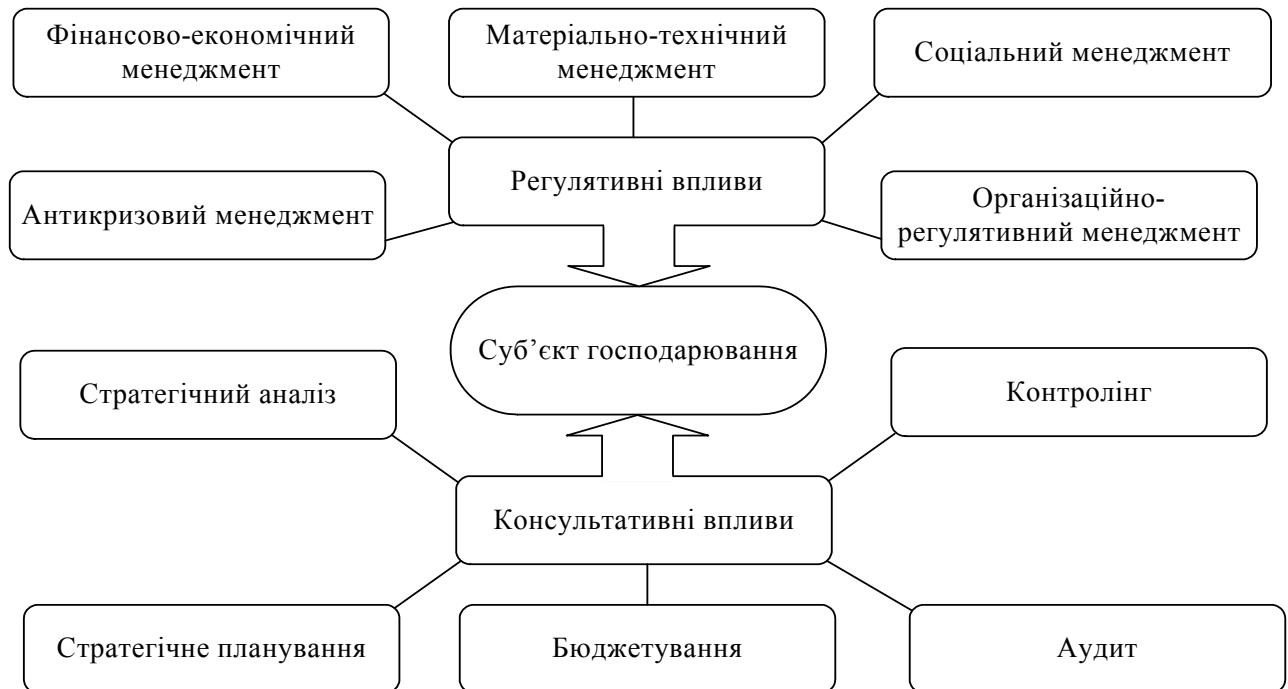 Фінансово-економічний
менеджмент
Матеріально-технічний
менеджмент
Соціальний менеджмент
Антикризовий менеджмент
Регулятивні впливи
Організаційно-
регулятивний менеджмент
Суб’єкт господарювання
Стратегічний аналіз
Контролінг
Консультативні впливи
Стратегічне планування
Бюджетування
Аудит